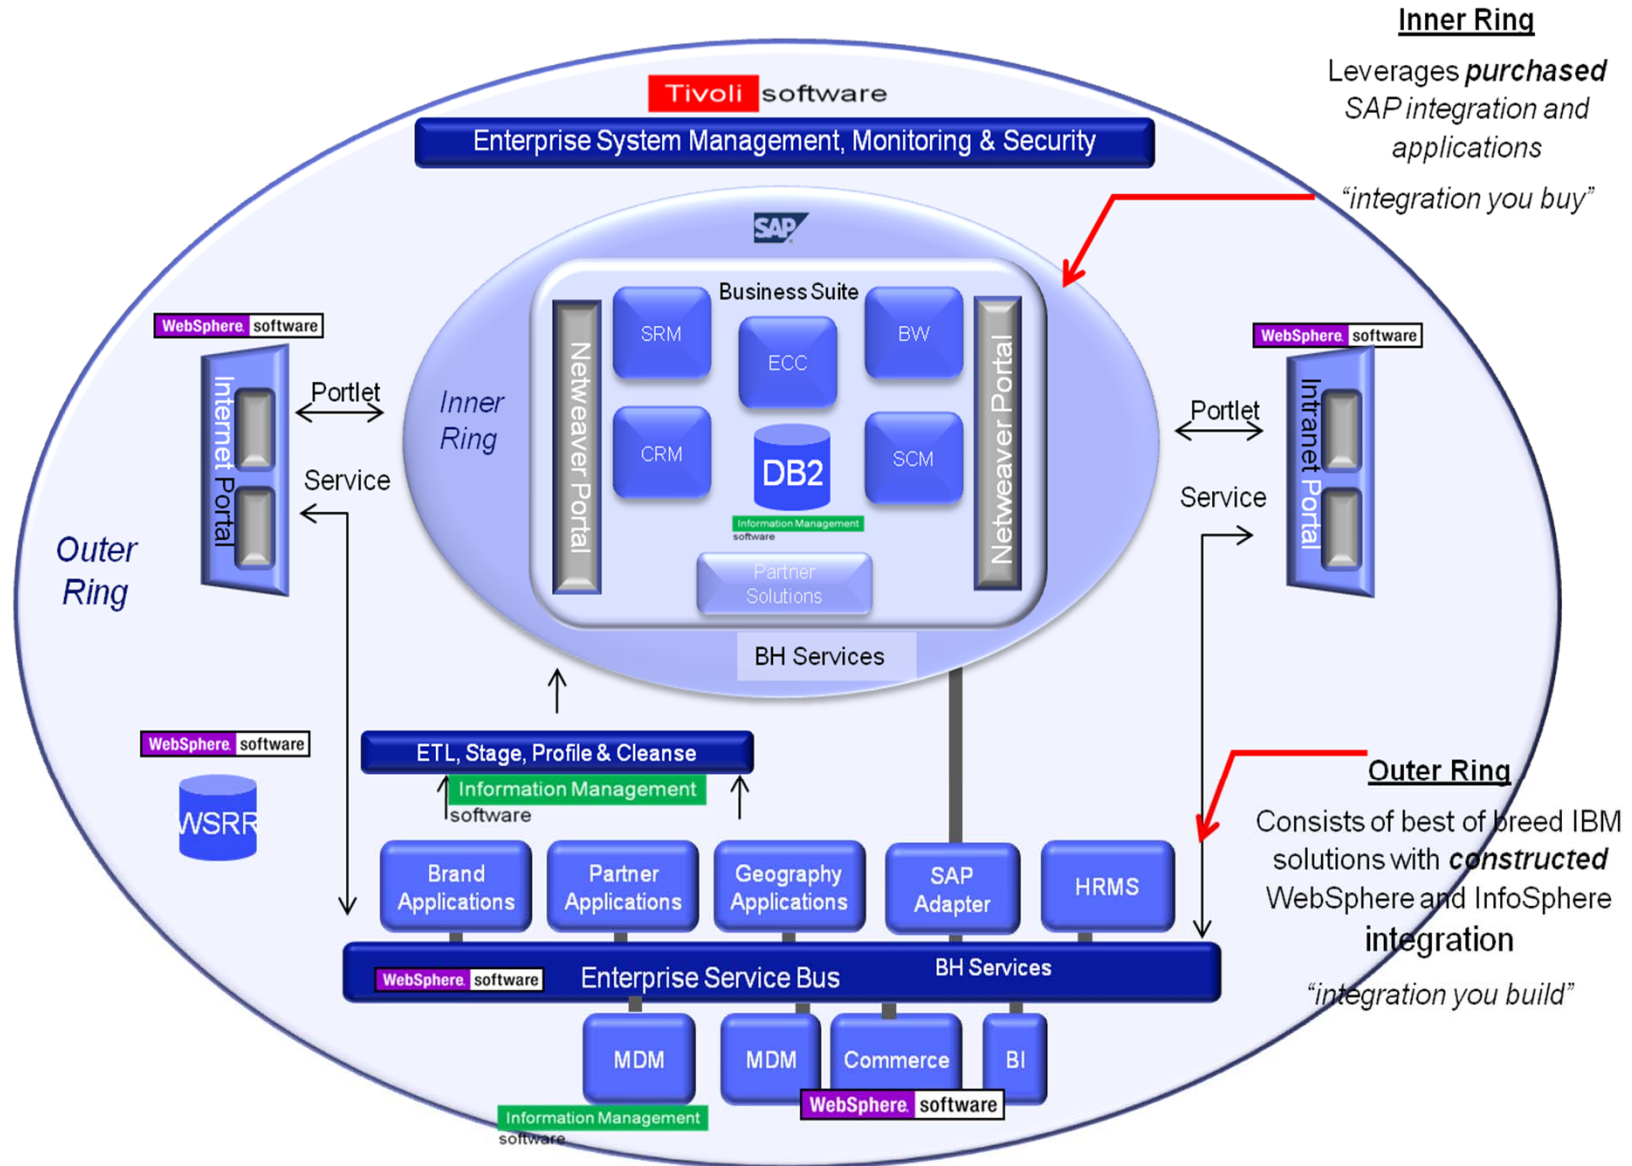 Inner Ring
Leverages purchased
SAP integration and
applications
“integration you buy”
Tivoli software
Enterprise System Management, Monitoring & Security
SAP
Business Suite
SRM
ECC
BW
CRM
DB2
SCM
Information Management
software
Netweaver Portal
Netweaver Portal
Partner
Solutions
BH Services
Inner
Ring
WebSphere. software
Internet Portal
Portlet
Service
WebSphere. software
Intranet Portal
Portlet
Service
Outer
Ring
WebSphere. software
WSRR
ETL, Stage, Profile & Cleanse
Information Management
software
Outer Ring
Consists of best of breed IBM
solutions with constructed
WebSphere and InfoSphere
integration
“integration you build”
Brand
Applications
Partner
Applications
Geography
Applications
SAP
Adapter
HRMS
WebSphere. software
Enterprise Service Bus
BH Services
MDM
MDM
Commerce
BI
Information Management
software
WebSphere. software